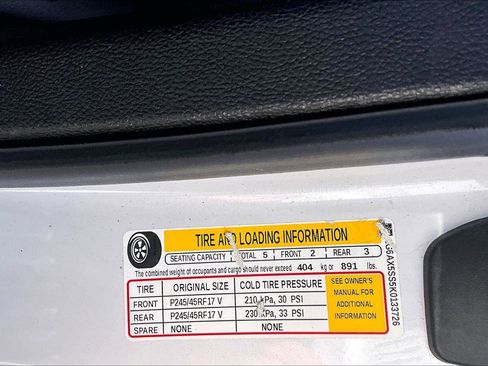 TIRE AND LOADING INFORMATION
SEATING CAPACITY TOTAL 5 FRONT 2 REAR 3
The combined weight of occupants and cargo should never exceed 404 kg or 891 lbs.
TIRE ORIGINAL SIZE COLD TIRE PRESSURE
FRONT P245/45RF17 V 210 kPa, 30 PSI
REAR P245/45RF17 V 230 kPa, 33 PSI
SPARE NONE NONE
SEE OWNER'S
MANUAL FOR
ADDITIONAL
INFORMATION
G6AX5SS5K0133726